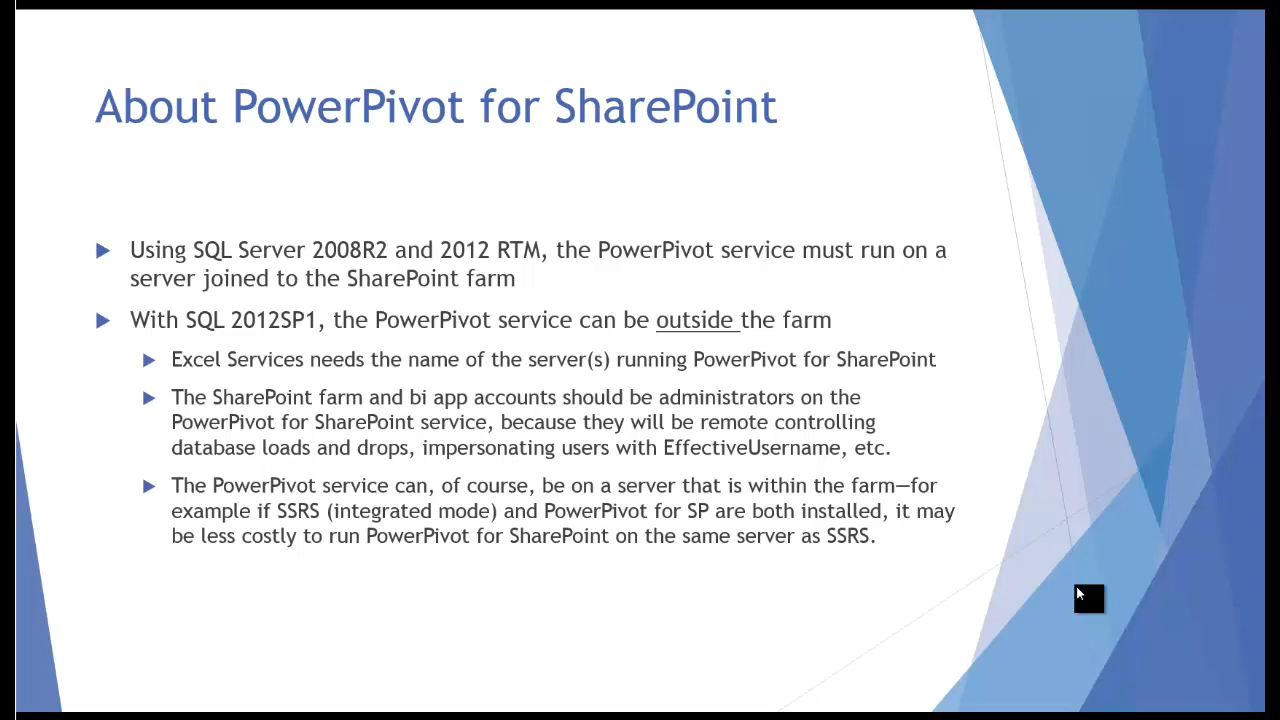 About PowerPivot for SharePoint
Using SQL Server 2008R2 and 2012 RTM, the PowerPivot service must run on a
server joined to the SharePoint farm
With SQL 2012SP1, the PowerPivot service can be outside the farm
Excel Services needs the name of the server(s) running PowerPivot for SharePoint
The SharePoint farm and bi app accounts should be administrators on the
PowerPivot for SharePoint service, because they will be remote controlling
database loads and drops, impersonating users with EffectiveUsername, etc.
The PowerPivot service can, of course, be on a server that is within the farm—for
example if SSRS (integrated mode) and PowerPivot for SP are both installed, it may
be less costly to run PowerPivot for SharePoint on the same server as SSRS.